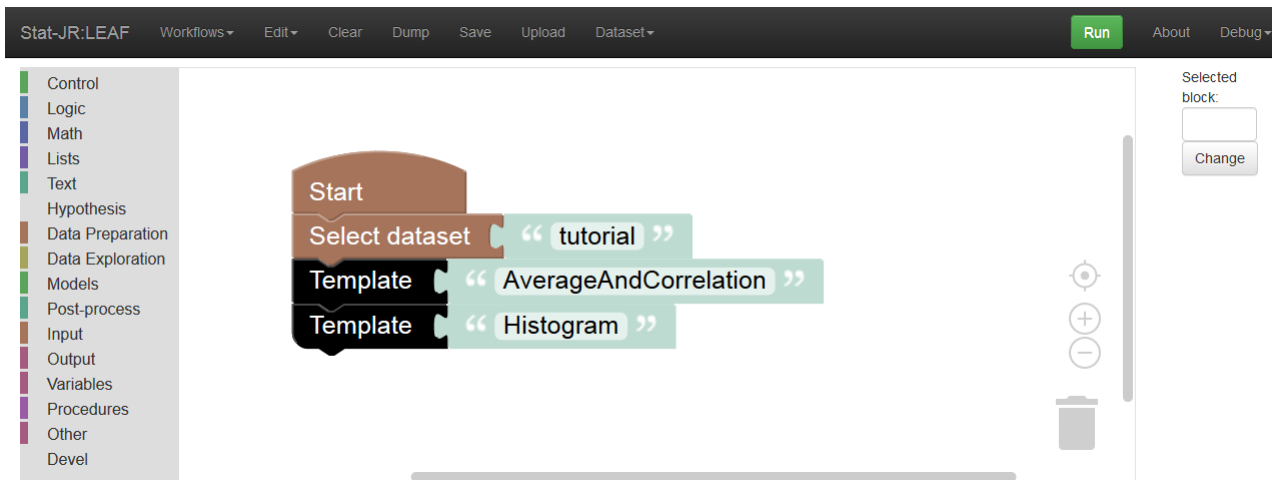 Stat-JR:LEAF Workflows Edit Clear Dump Save Upload Dataset Run About Debug
Control
Logic
Math
Lists
Text
Hypothesis
Data Preparation
Data Exploration
Models
Post-process
Input
Output
Variables
Procedures
Other
Devel
Start
Select dataset “ tutorial ”
Template “ AverageAndCorrelation ”
Template “ Histogram ”
Selected
block:
Change